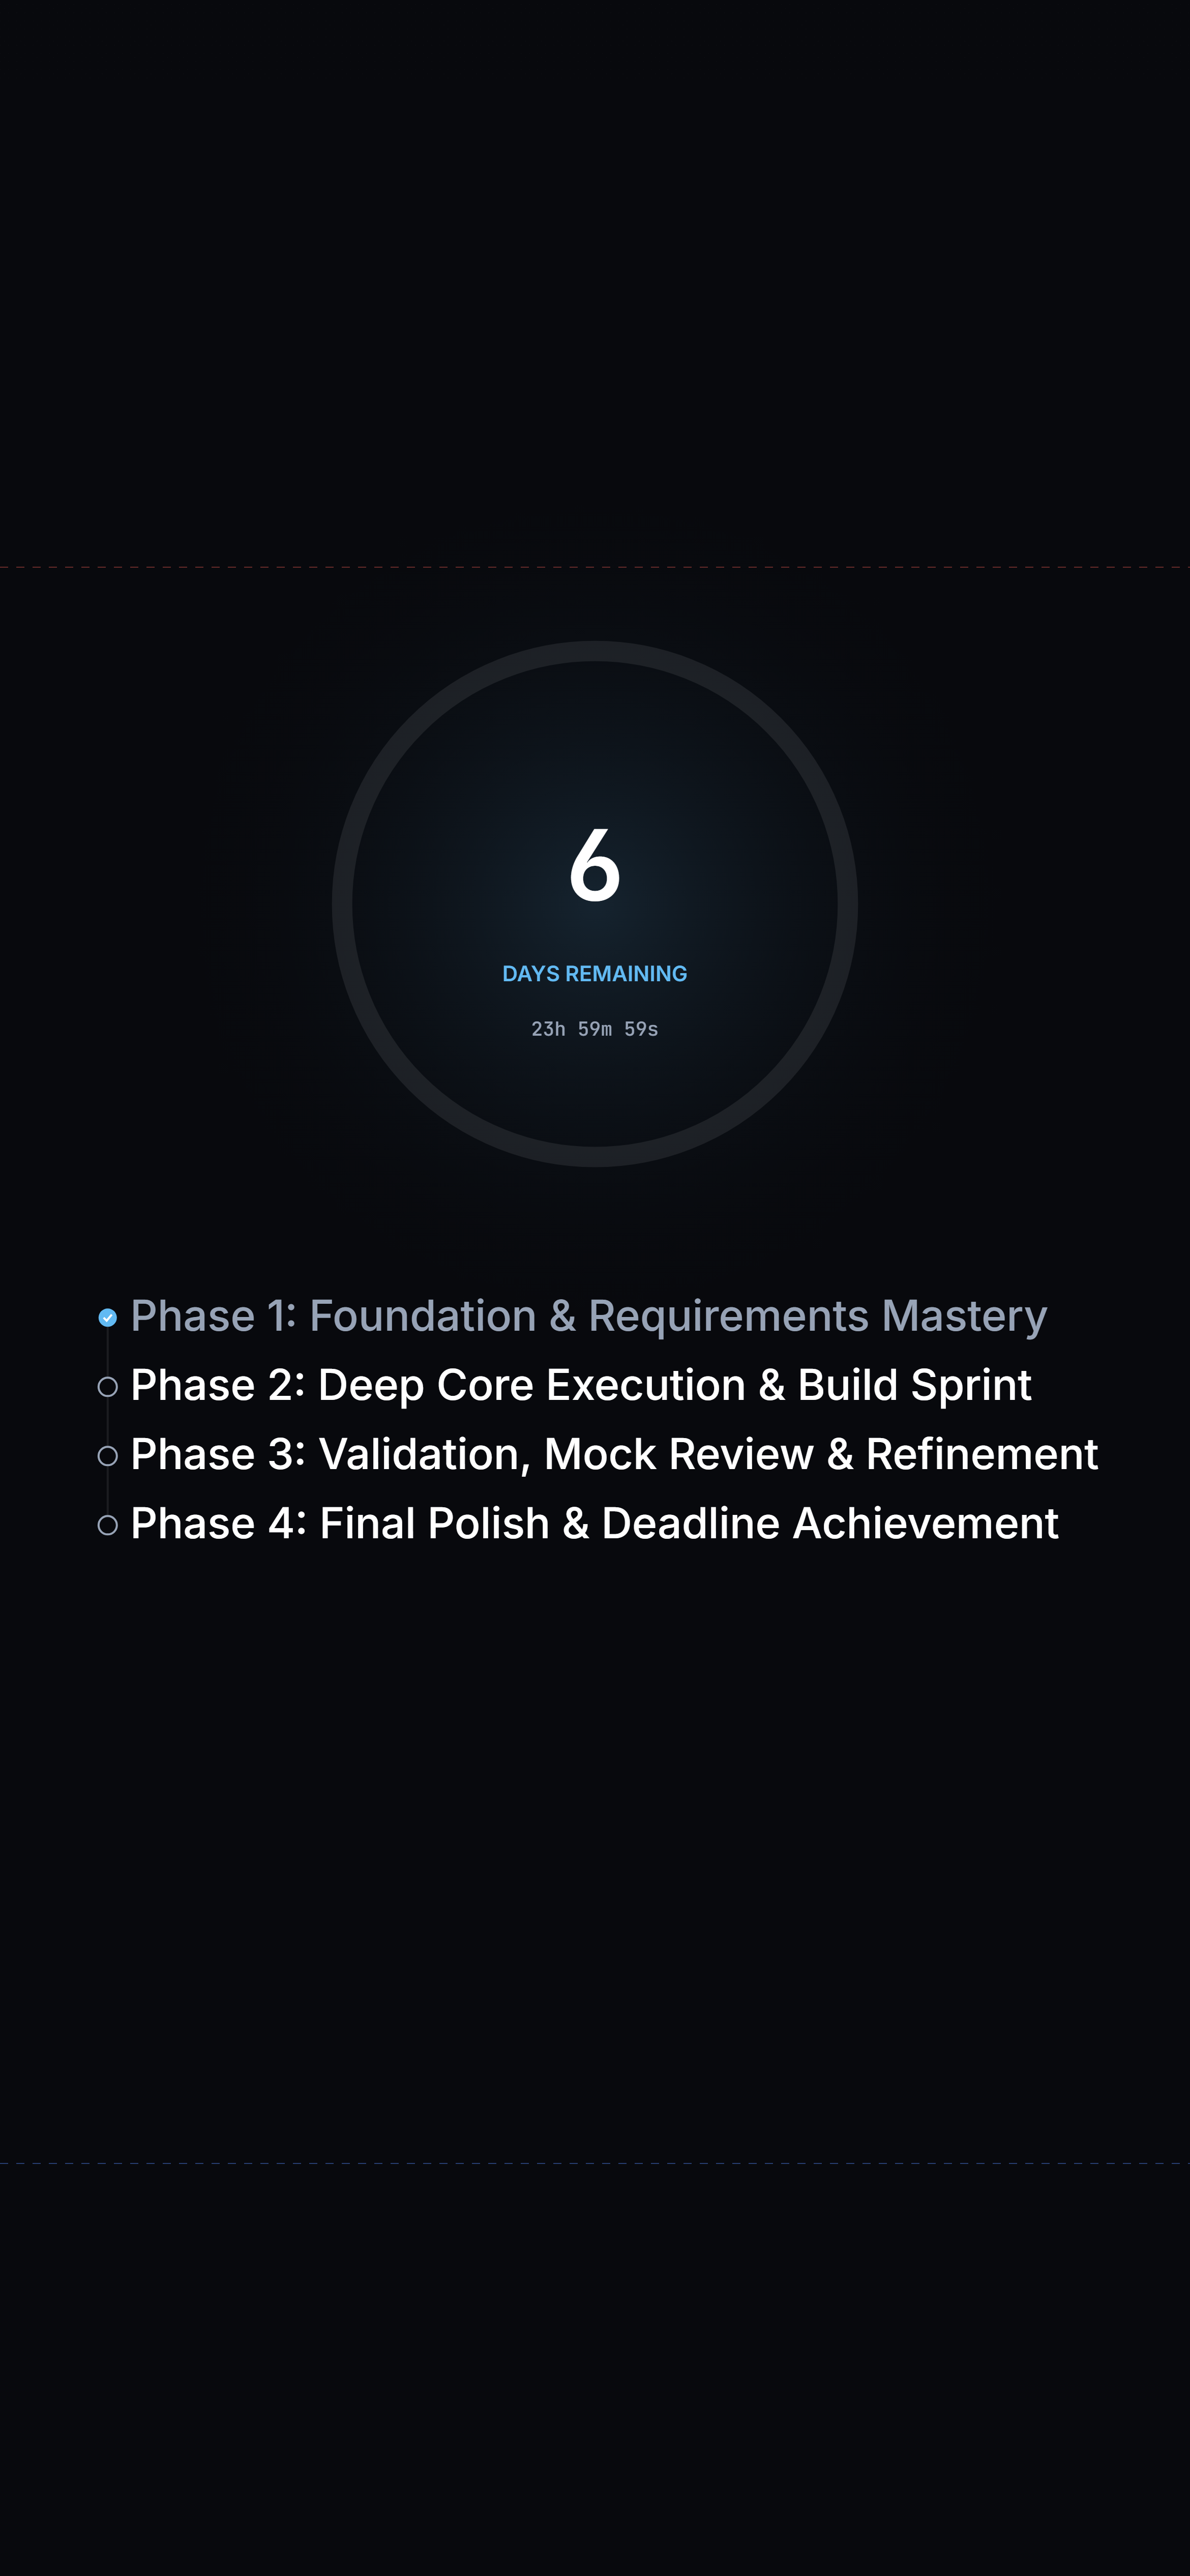 6
DAYS REMAINING
23h 59m 59s
Phase 1: Foundation & Requirements Mastery
Phase 2: Deep Core Execution & Build Sprint
Phase 3: Validation, Mock Review & Refinement
Phase 4: Final Polish & Deadline Achievement